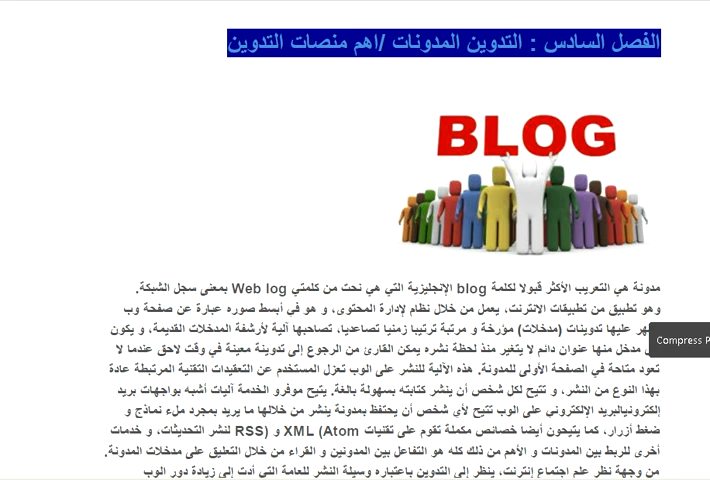 الفصل السادس : التدوين المدونات /اهم منصات التدوين
BLOG
مدونة هي التعريب الأكثر قبولا لكلمة blog الإنجليزية التي هي نحت من كلمتي Web log بمعنى سجل الشبكة.
وهو تطبيق من تطبيقات الانترنت، يعمل من خلال نظام لإدارة المحتوى، و هو في أبسط صوره عبارة عن صفحة وب
عليها تدوينات (مدخلات) مؤرخة و مرتبة ترتيبا زمنيا تصاعديا، تصاحبها آلية لأرشفة المدخلات القديمة، و يكون
مدخل منها عنوان دائم لا يتغير منذ لحظة نشره يمكن القارئ من الرجوع إلى تدوينة معينة في وقت لاحق عندما لا
تعود متاحة في الصفحة الأولى للمدونة. هذه الآلية للنشر على الوب تعزل المستخدم عن التعقيدات التقنية المرتبطة عادة
بهذا النوع من النشر، و تتيح لكل شخص أن ينشر كتابته بسهولة بالغة. يتيح موفرو الخدمة آليات أشبه بواجهات بريد
إلكترونيالبريد الإلكتروني على الوب تتيح لأي شخص أن يحتفظ بمدونة ينشر من خلالها ما يريد بمجرد ملء نماذج و
ضغط أزرار، كما يتيحون أيضا خصائص مكملة تقوم على تقنيات XML (Atom و RSS) لنشر التحديثات، و خدمات
أخرى للربط بين المدونات و الأهم من ذلك كله هو التفاعل بين المدونين و القراء من خلال التعليق على مدخلات المدونة.
من وجهة نظر علم اجتماع إنترنت، ينظر إلى التدوين باعتباره وسيلة النشر للعامة التي أدت إلى زيادة دور الوب
Compress P